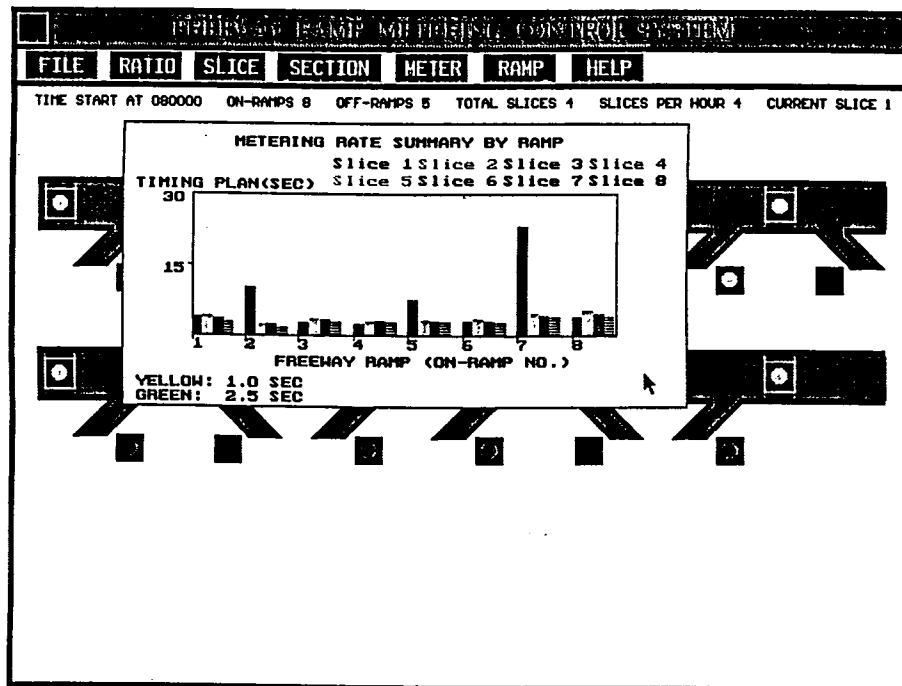 FREEWAY RAMP METERING CONTROL SYSTEM
FILE RATIO SLICE SECTION METER RAMP HELP
TIME START AT 080000 ON-RAMPS 8 OFF-RAMPS 5 TOTAL SLICES 4 SLICES PER HOUR 4 CURRENT SLICE 1
METERING RATE SUMMARY BY RAMP
Slice 1 Slice 2 Slice 3 Slice 4
TIMING PLAN(SEC) Slice 5 Slice 6 Slice 7 Slice 8
30
15
1 2 3 4 5 6 7 8
FREEWAY RAMP (ON-RAMP NO.)
YELLOW: 1.0 SEC
GREEN: 2.5 SEC